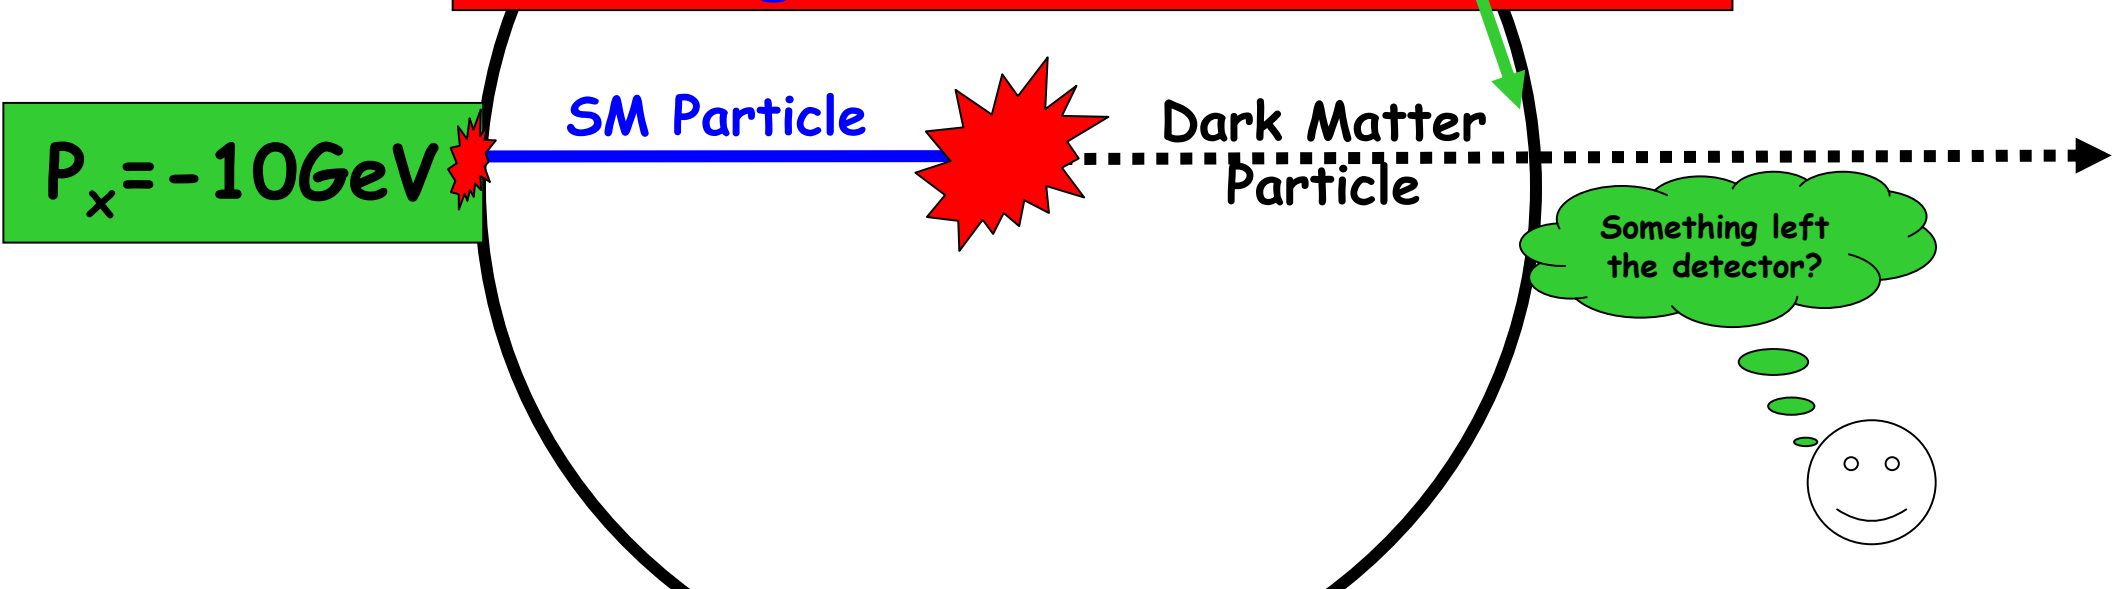 SM Particle
Dark Matter
Particle
Pₓ=-10GeV
Something left
the detector?